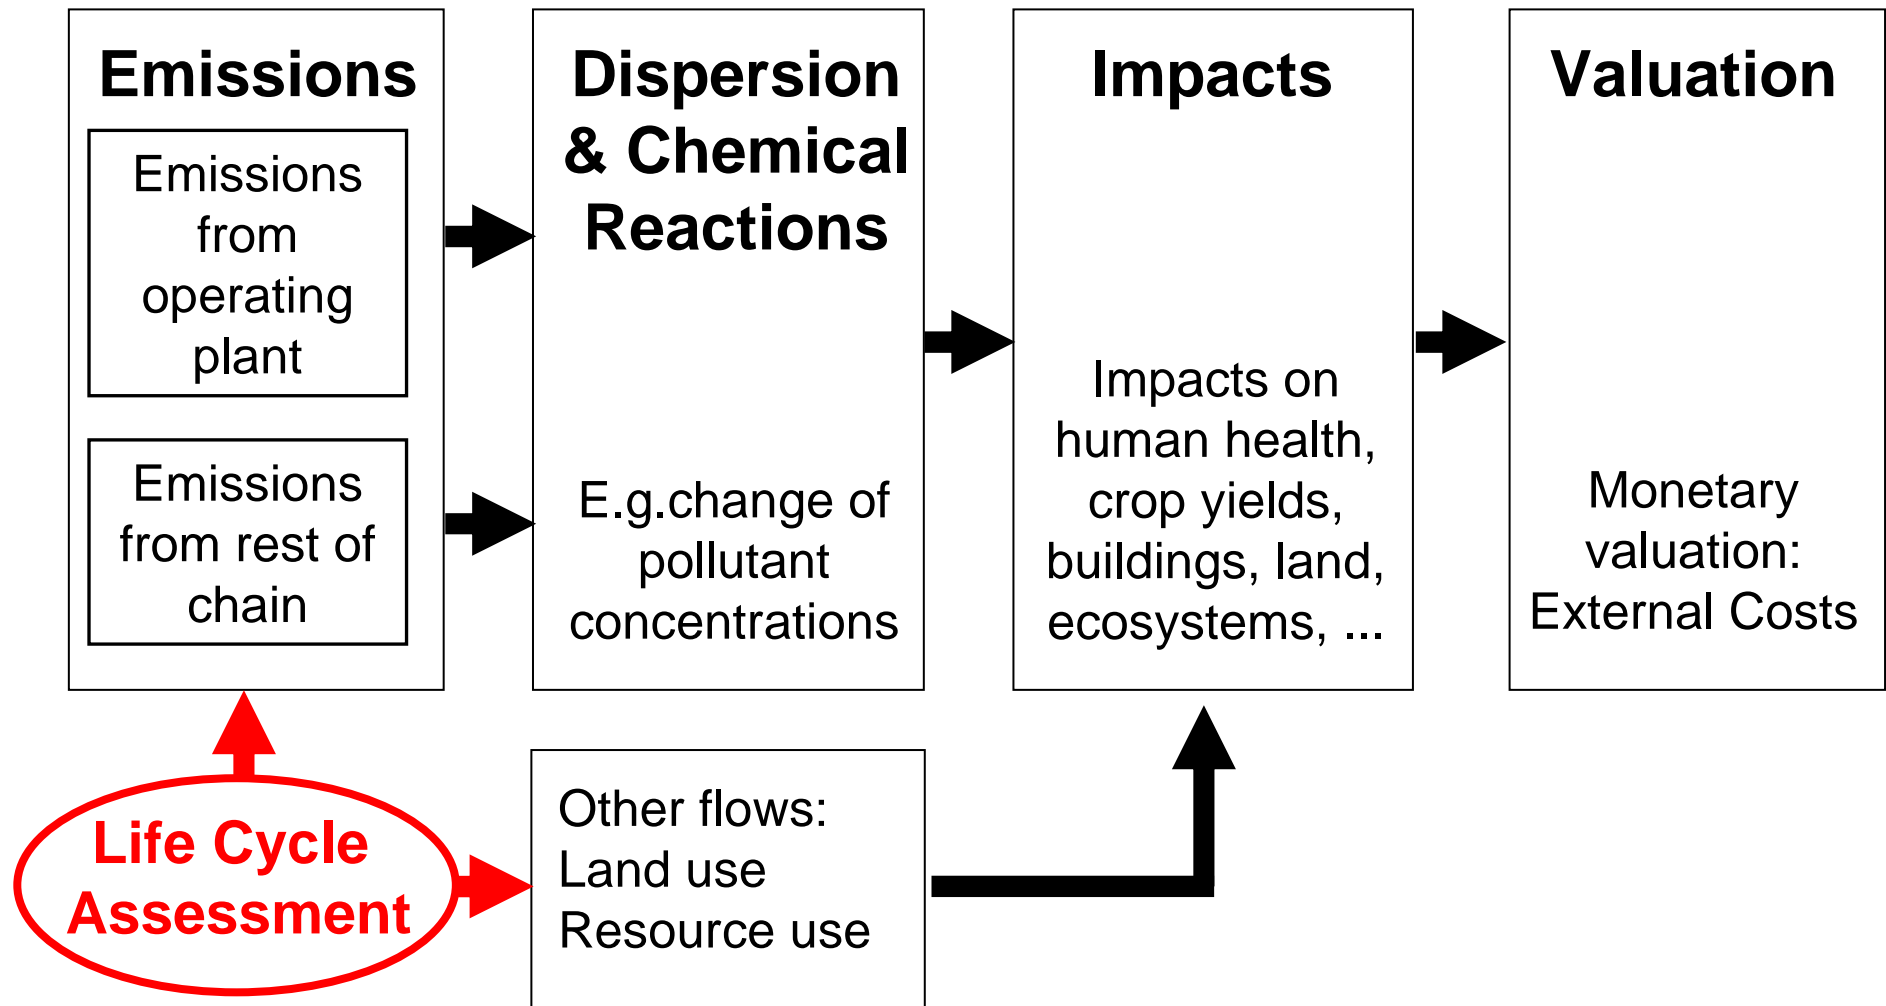 Emissions
Emissions
from
operating
plant
Emissions
from rest of
chain
Dispersion
& Chemical
Reactions
E.g.change of
pollutant
concentrations
Impacts
Impacts on
human health,
crop yields,
buildings, land,
ecosystems, ...
Valuation
Monetary
valuation:
External Costs
Life Cycle
Assessment
Other flows:
Land use
Resource use